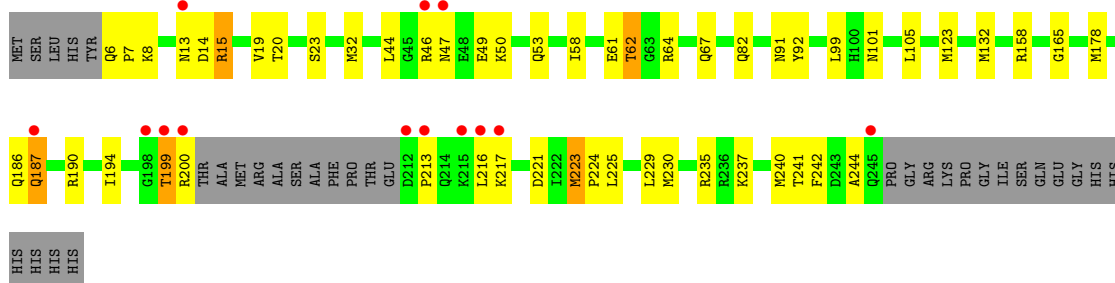 MET SER LEU HIS TYR Q6 P7 K8 N13 D14 R15 V19 T20 S23 M32 L44 G45 R46 N47 E48 E49 K50 Q53 I58 E61 T62 G63 R64 Q67 Q82 N91 Y92 L99 H100 N101 L105 M123 M132 R158 G165 M178
Q186 Q187 R190 I194 G198 T199 R200 THR ALA MET ARG ALA SER ALA PHE PRO THR GLU D212 P213 Q214 K215 L216 K217 D221 I222 M223 P224 L225 L229 M230 R235 R236 K237 M240 T241 F242 D243 A244 Q245 PRO GLY ARG LYS PRO GLY ILE SER GLN GLU GLY HIS HIS
HIS HIS HIS HIS